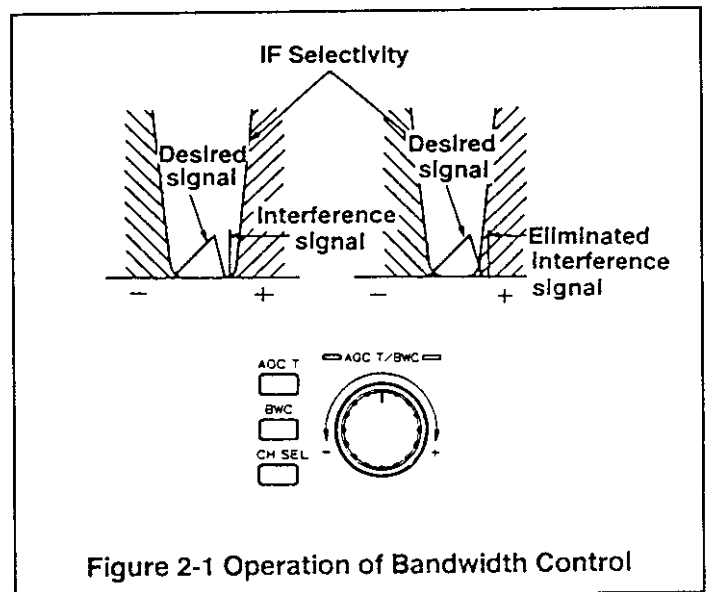 IF Selectivity
Desired
signal
Interference
signal
- +
Desired
signal
Eliminated
Interference
signal
- +
AGC T
BWC
CH SEL
AGC T/BWC
- +
Figure 2-1 Operation of Bandwidth Control